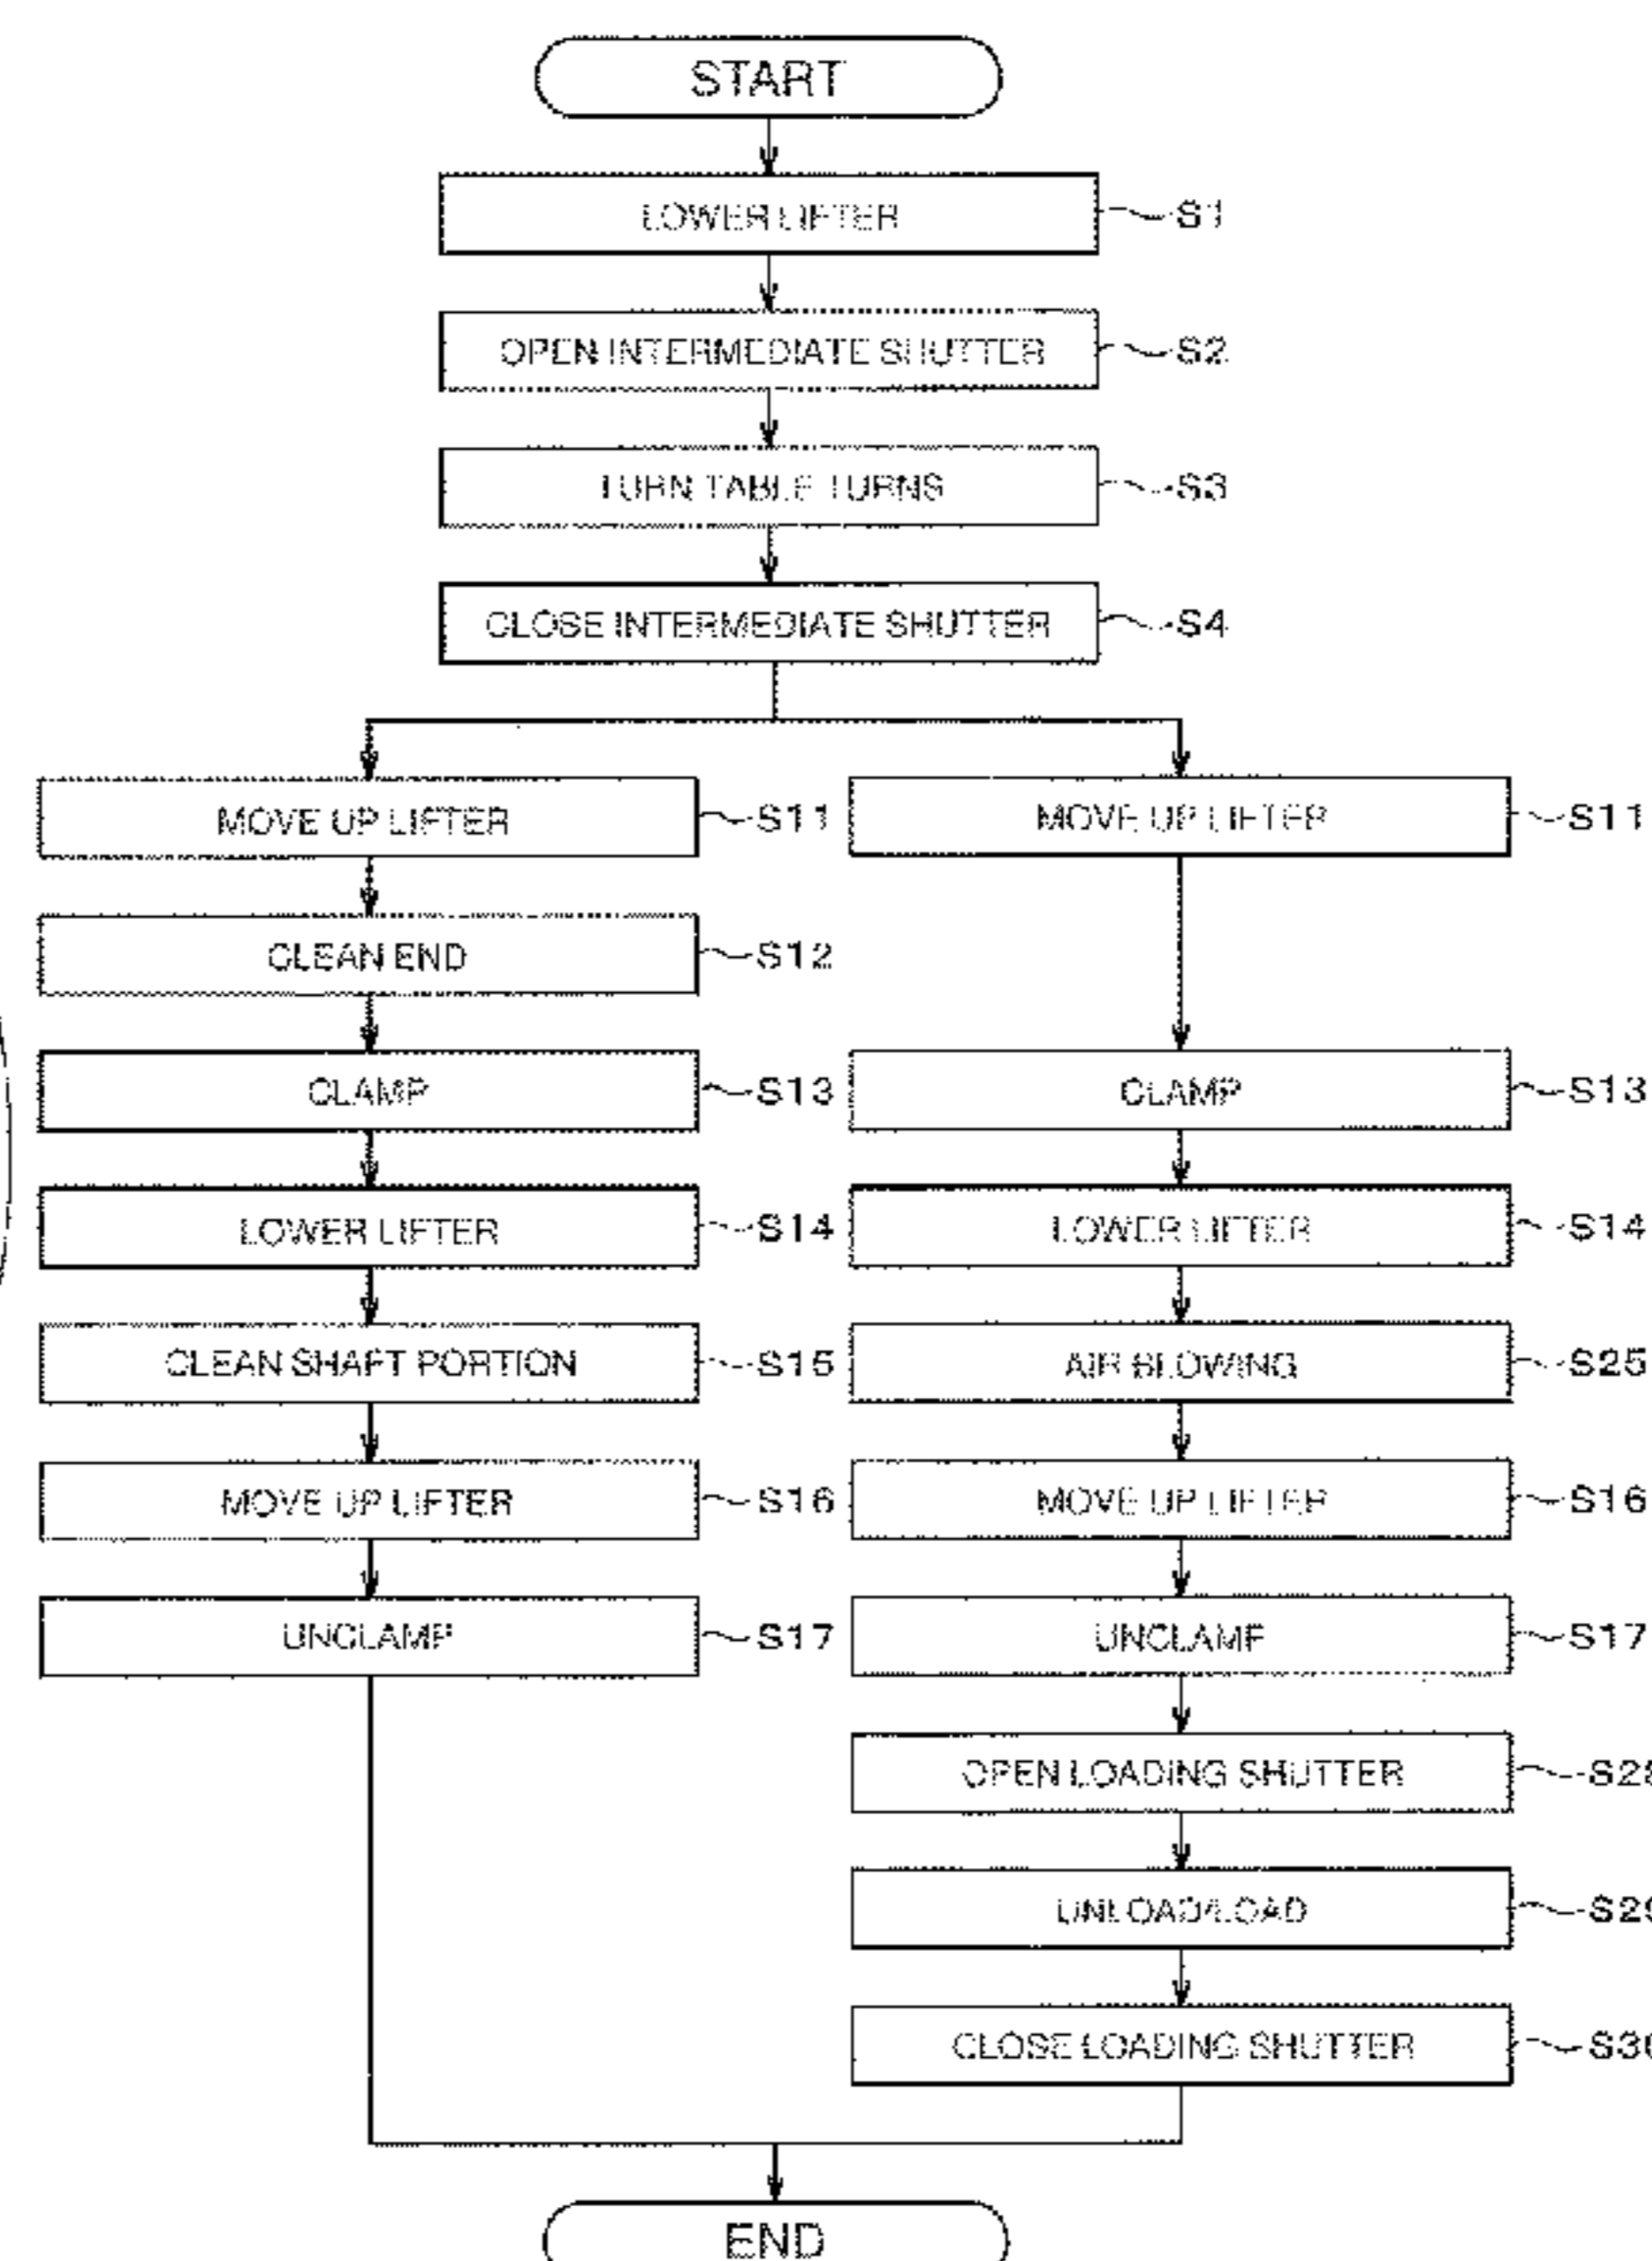 START
LOWER LIFTER S1
OPEN INTERMEDIATE SHUTTER S2
TURN TABLE TURNS S3
CLOSE INTERMEDIATE SHUTTER S4
MOVE UP LIFTER S11 MOVE UP LIFTER S11
CLEAN END S12
CLAMP S13 CLAMP S13
LOWER LIFTER S14 LOWER LIFTER S14
CLEAN SHAFT PORTION S15 AIR BLOWING S25
MOVE UP LIFTER S16 MOVE UP LIFTER S16
UNCLAMP S17 UNCLAMP S17
OPEN LOADING SHUTTER
UNLOAD/LOAD
CLOSE LOADING SHUTTER
END